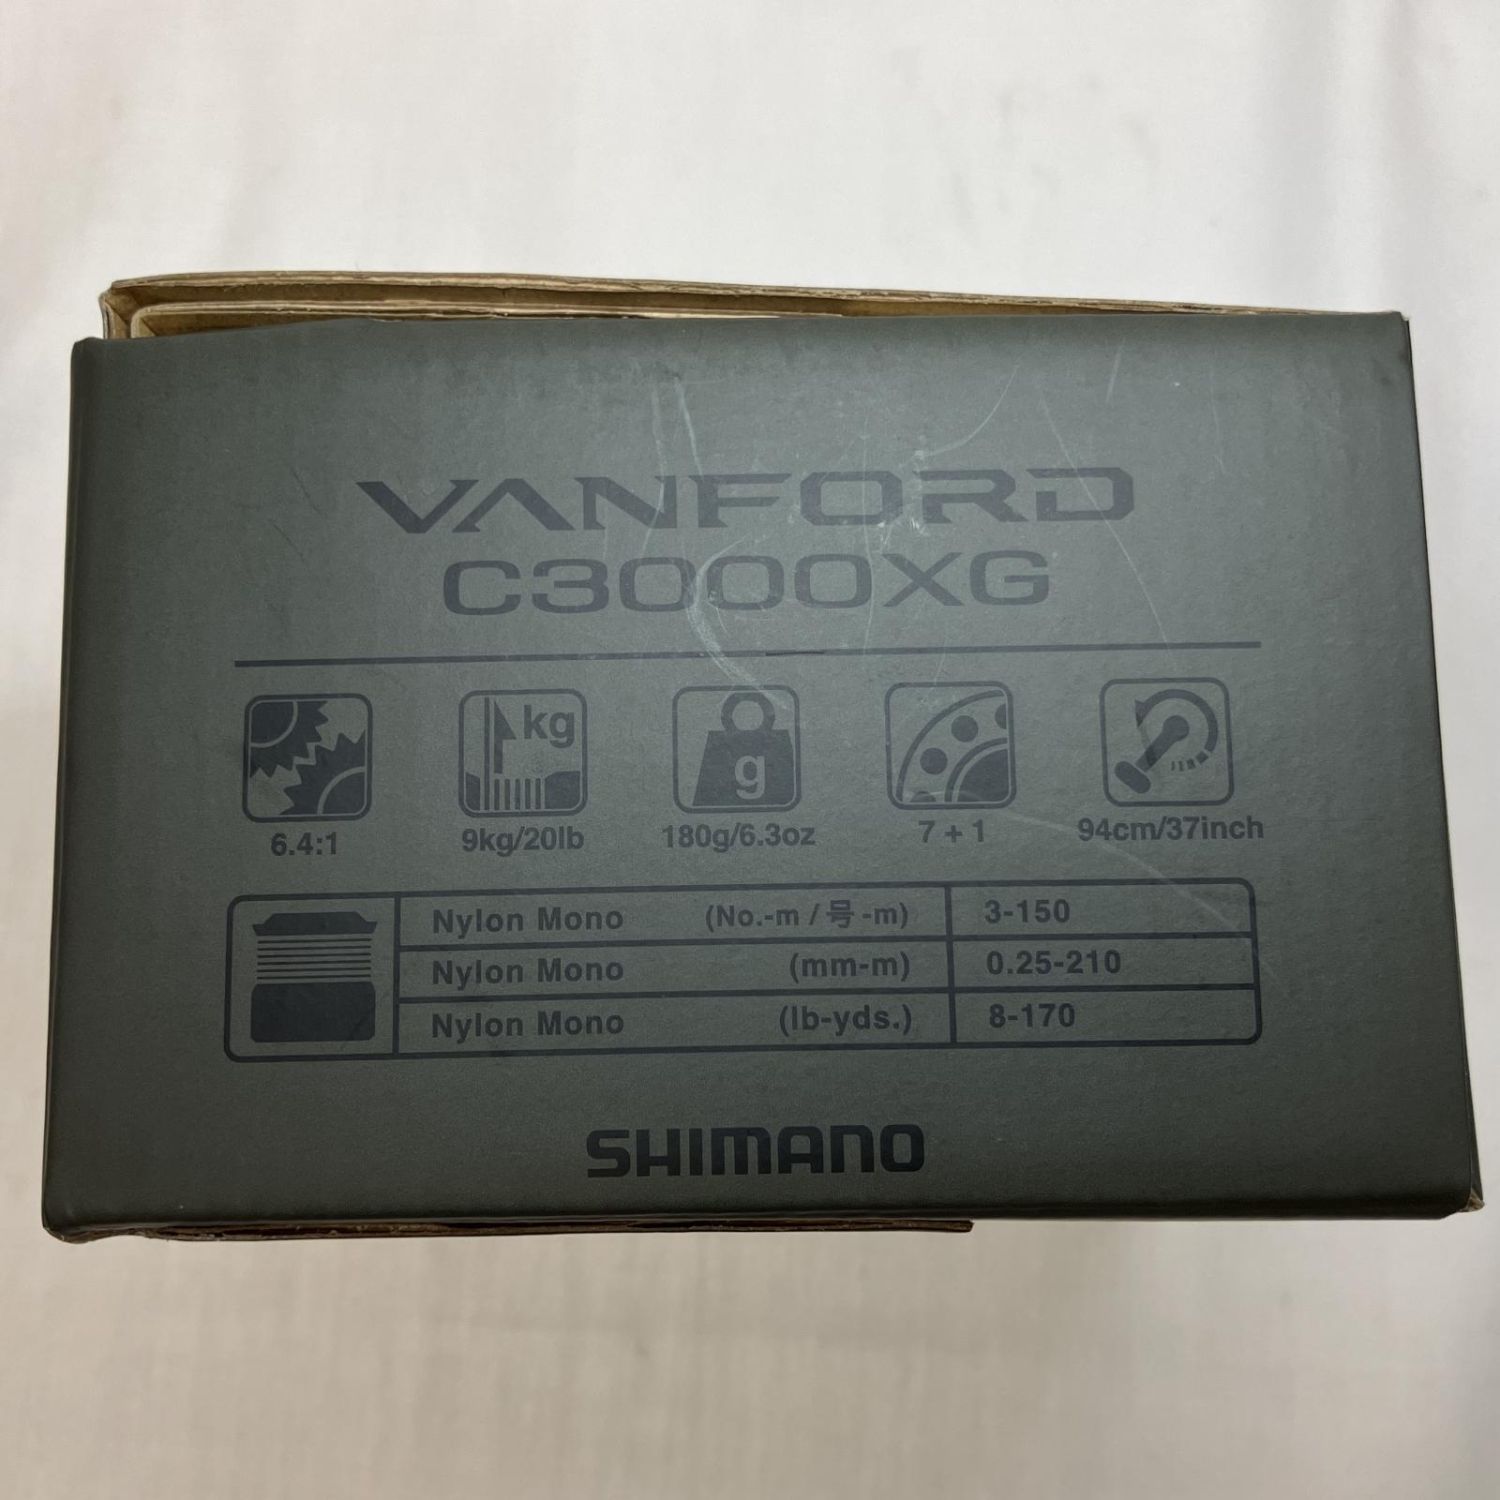 VANFORD
C3000XG
kg
g
6.4:1 9kg/20lb 180g/6.3oz 7 + 1 94cm/37inch
Nylon Mono (No.-m / 号 -m) 3-150
Nylon Mono (mm-m) 0.25-210
Nylon Mono (lb-yds.) 8-170
SHIMANO